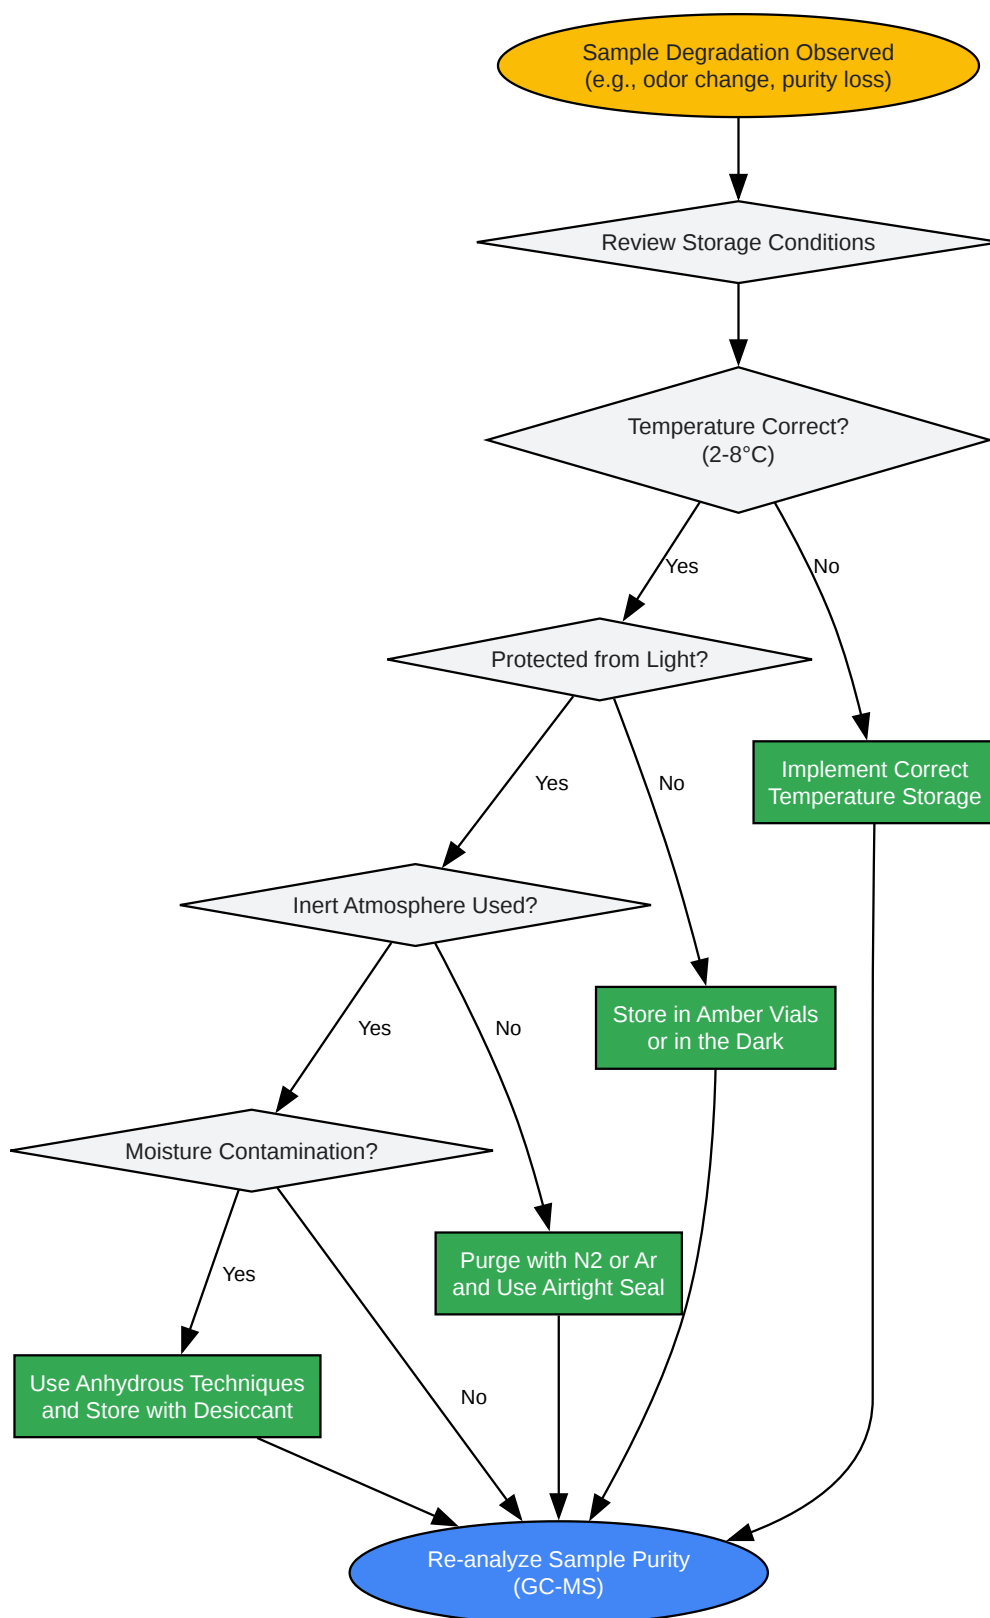 Sample Degradation Observed
(e.g., odor change, purity loss)
Review Storage Conditions
Temperature Correct?
(2-8°C)
Yes
No
Protected from Light?
Implement Correct
Temperature Storage
Yes
No
Inert Atmosphere Used?
Store in Amber Vials
or in the Dark
Yes
No
Moisture Contamination?
Purge with N2 or Ar
and Use Airtight Seal
Yes
Use Anhydrous Techniques
and Store with Desiccant
No
Re-analyze Sample Purity
(GC-MS)